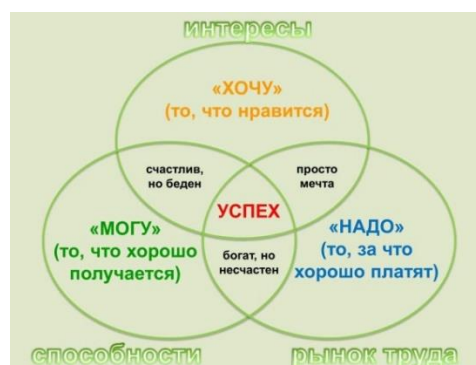 интересы
«ХОЧУ»
(то, что нравится)
счастлив,
но беден
просто
мечта
УСПЕХ
«МОГУ»
(то, что хорошо
получается)
«НАДО»
(то, за что
хорошо платят)
богат, но
несчастен
способности
рынок труда